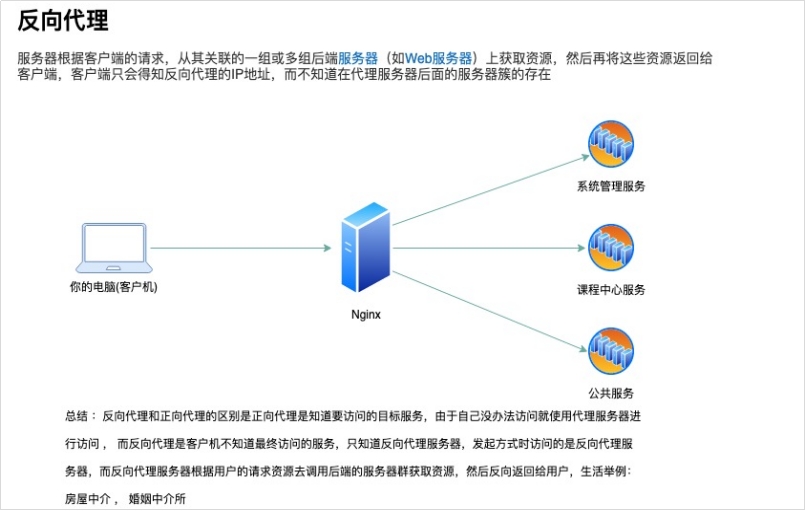 反向代理
服务器根据客户端的请求，从其关联的一组或多组后端服务器（如Web服务器）上获取资源，然后再将这些资源返回给
客户端，客户端只会得知反向代理的IP地址，而不知道在代理服务器后面的服务器簇的存在
系统管理服务
你的电脑(客户机)
课程中心服务
Nginx
公共服务
总结： 反向代理和正向代理的区别是正向代理是知道要访问的目标服务，由于自己没办法访问就使用代理服务器进
行访问， 而反向代理是客户机不知道最终访问的服务，只知道反向代理服务器，发起方式时访问的是反向代理服
务器，而反向代理服务器根据用户的请求资源去调用后端的服务器群获取资源，然后反向返回给用户，生活举例：
房屋中介， 婚姻中介所